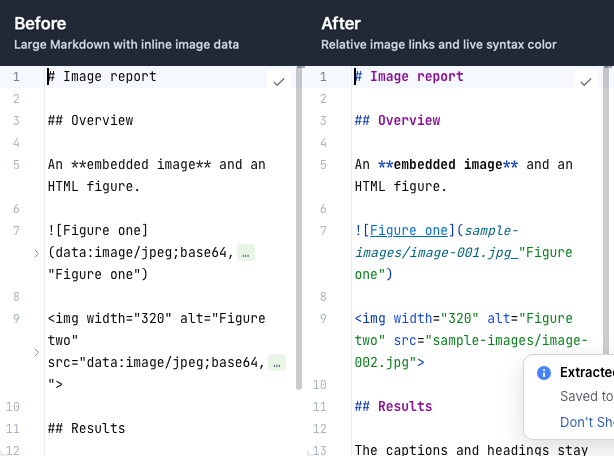 Before
Large Markdown with inline image data
1 # Image report
2
3 ## Overview
4
5 An **embedded image** and an
HTML figure.
6
7 ![Figure one]
(data:image/jpeg;base64,…
"Figure one")
8
9 <img width="320" alt="Figure
two"
src="data:image/jpeg;base64,…
">
10
11 ## Results
12
After
Relative image links and live syntax color
1 # Image report
2
3 ## Overview
4
5 An **embedded image** and an
HTML figure.
6
7 ![Figure one](sample-
images/image-001.jpg "Figure
one")
8
9 <img width="320" alt="Figure
two" src="sample-images/image-
002.jpg">
10
11 ## Results
12
13 The captions and headings stay
Extracted
Saved to
Don't Sh